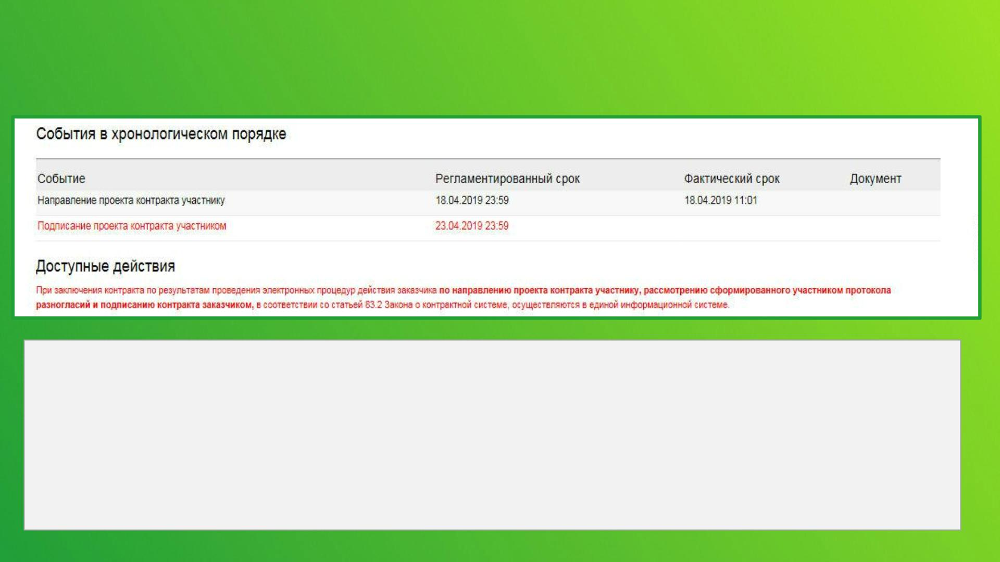 События в хронологическом порядке
Событие Регламентированный срок Фактический срок Документ
Направление проекта контракта участнику 18.04.2019 23:59 18.04.2019 11:01
Подписание проекта контракта участником 23.04.2019 23:59
Доступные действия
При заключения контракта по результатам проведения электронных процедур действия заказчика по направлению проекта контракта участнику, рассмотрению сформированного участником протокола
разногласий и подписанию контракта заказчиком, в соответствии со статьей 83.2 Закона о контрактной системе, осуществляются в единой информационной системе.